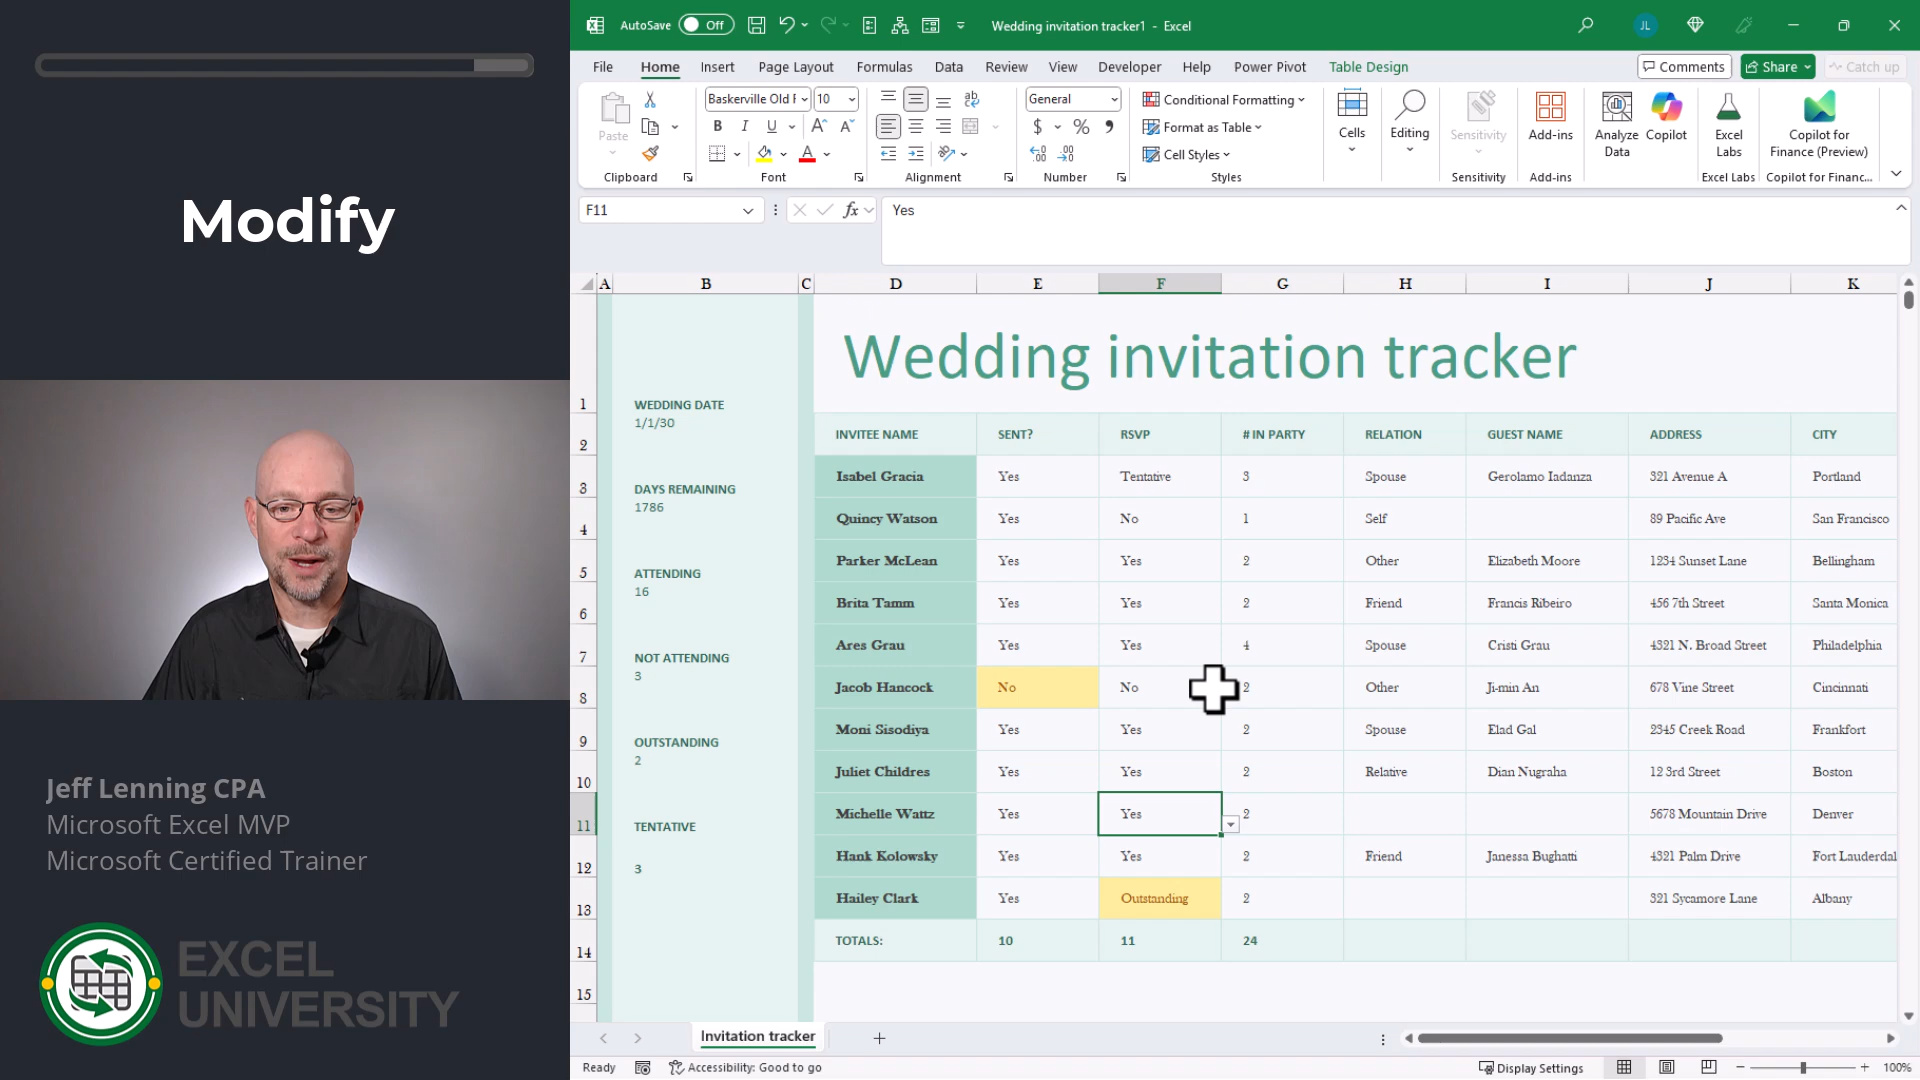 Modify
Jeff Lenning CPA
Microsoft Excel MVP
Microsoft Certified Trainer
EXCEL
UNIVERSITY
AutoSave Off Wedding invitation tracker1 - Excel JL
File Home Insert Page Layout Formulas Data Review View Developer Help Power Pivot Table Design Comments Share Catch up
Paste
Clipboard
Baskerville Old F 10
B I U
Font
Alignment
General
$ %
Number
Conditional Formatting
Format as Table
Cell Styles
Styles
Cells
Editing
Sensitivity
Sensitivity
Add-ins
Add-ins
Analyze
Data
Copilot
Excel
Labs
Excel Labs
Copilot for
Finance (Preview)
Copilot for Financ...
F11 fx Yes
A B C D E F G H I J K
Wedding invitation tracker
1 WEDDING DATE
1/1/30
2 INVITEE NAME SENT? RSVP # IN PARTY RELATION GUEST NAME ADDRESS CITY
3 DAYS REMAINING Isabel Gracia Yes Tentative 3 Spouse Gerolamo Iadanza 321 Avenue A Portland
4 1786 Quincy Watson Yes No 1 Self 89 Pacific Ave San Francisco
5 ATTENDING Parker McLean Yes Yes 2 Other Elizabeth Moore 1234 Sunset Lane Bellingham
6 16 Brita Tamm Yes Yes 2 Friend Francis Ribeiro 456 7th Street Santa Monica
7 NOT ATTENDING Ares Grau Yes Yes 4 Spouse Cristi Grau 4321 N. Broad Street Philadelphia
8 3 Jacob Hancock No No 2 Other Ji-min An 678 Vine Street Cincinnati
9 OUTSTANDING Moni Sisodiya Yes Yes 2 Spouse Elad Gal 2345 Creek Road Frankfort
10 2 Juliet Childres Yes Yes 2 Relative Dian Nugraha 12 3rd Street Boston
11 TENTATIVE Michelle Wattz Yes Yes 2 5678 Mountain Drive Denver
12 3 Hank Kolowsky Yes Yes 2 Friend Janessa Bughatti 4321 Palm Drive Fort Lauderdal
13 Hailey Clark Yes Outstanding 2 321 Sycamore Lane Albany
14 TOTALS: 10 11 24
15
Invitation tracker
Ready Accessibility: Good to go Display Settings 100%